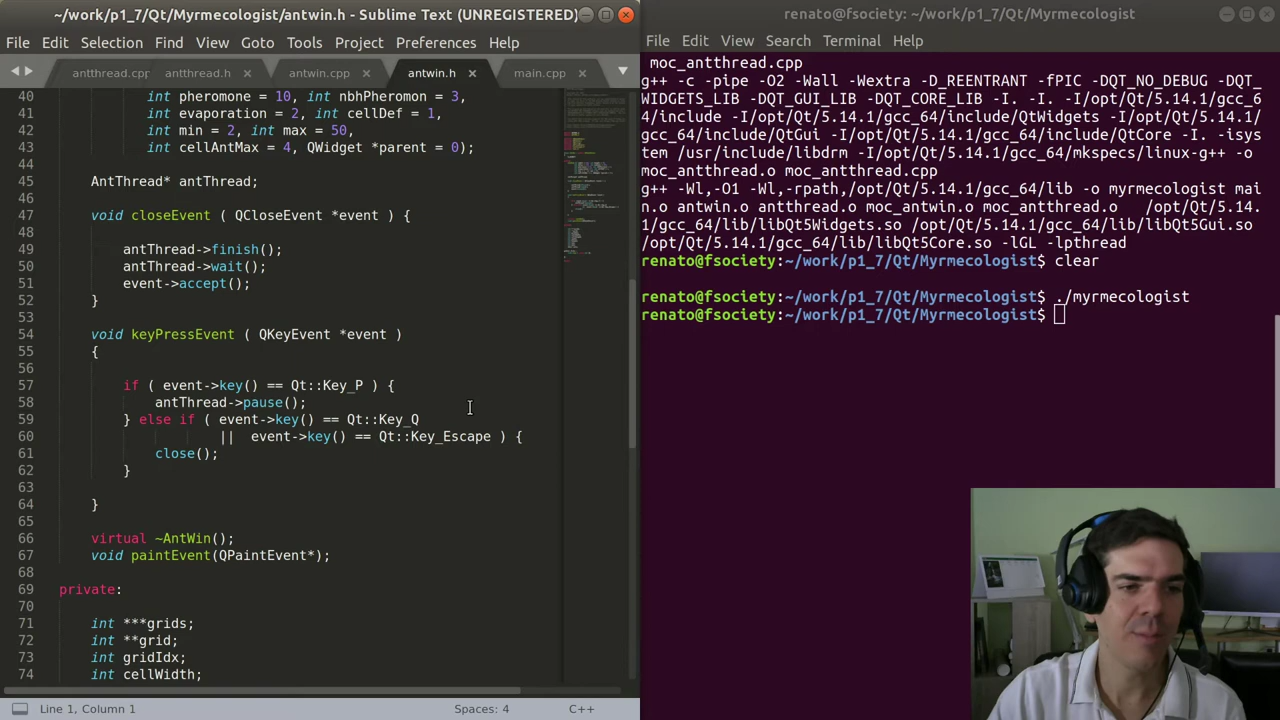 ~/work/p1_7/Qt/Myrmecologist/antwin.h - Sublime Text (UNREGISTERED)
File Edit Selection Find View Goto Tools Project Preferences Help
antthread.cpp antthread.h antwin.cpp antwin.h main.cpp
40 int pheromone = 10, int nbhPheromon = 3,
41 int evaporation = 2, int cellDef = 1,
42 int min = 2, int max = 50,
43 int cellAntMax = 4, QWidget *parent = 0);
44
45 AntThread* antThread;
46
47 void closeEvent ( QCloseEvent *event ) {
48
49 antThread->finish();
50 antThread->wait();
51 event->accept();
52 }
53
54 void keyPressEvent ( QKeyEvent *event )
55 {
56
57 if ( event->key() == Qt::Key_P ) {
58 antThread->pause();
59 } else if ( event->key() == Qt::Key_Q
60 || event->key() == Qt::Key_Escape ) {
61 close();
62 }
63
64 }
65
66 virtual ~AntWin();
67 void paintEvent(QPaintEvent*);
68
69 private:
70
71 int ***grids;
72 int **grid;
73 int gridIdx;
74 int cellWidth;
Line 1, Column 1 Spaces: 4 C++
renato@fsociety: ~/work/p1_7/Qt/Myrmecologist
File Edit View Search Terminal Help
moc_antthread.cpp
g++ -c -pipe -O2 -Wall -Wextra -D_REENTRANT -fPIC -DQT_NO_DEBUG -DQT_
WIDGETS_LIB -DQT_GUI_LIB -DQT_CORE_LIB -I. -I. -I/opt/Qt/5.14.1/gcc_6
4/include -I/opt/Qt/5.14.1/gcc_64/include/QtWidgets -I/opt/Qt/5.14.1/
gcc_64/include/QtGui -I/opt/Qt/5.14.1/gcc_64/include/QtCore -I. -isys
tem /usr/include/libdrm -I/opt/Qt/5.14.1/gcc_64/mkspecs/linux-g++ -o
moc_antthread.o moc_antthread.cpp
g++ -Wl,-O1 -Wl,-rpath,/opt/Qt/5.14.1/gcc_64/lib -o myrmecologist mai
n.o antwin.o antthread.o moc_antwin.o moc_antthread.o /opt/Qt/5.14.
1/gcc_64/lib/libQt5Widgets.so /opt/Qt/5.14.1/gcc_64/lib/libQt5Gui.so
/opt/Qt/5.14.1/gcc_64/lib/libQt5Core.so -lGL -lpthread
renato@fsociety:~/work/p1_7/Qt/Myrmecologist$ clear
renato@fsociety:~/work/p1_7/Qt/Myrmecologist$ ./myrmecologist
renato@fsociety:~/work/p1_7/Qt/Myrmecologist$